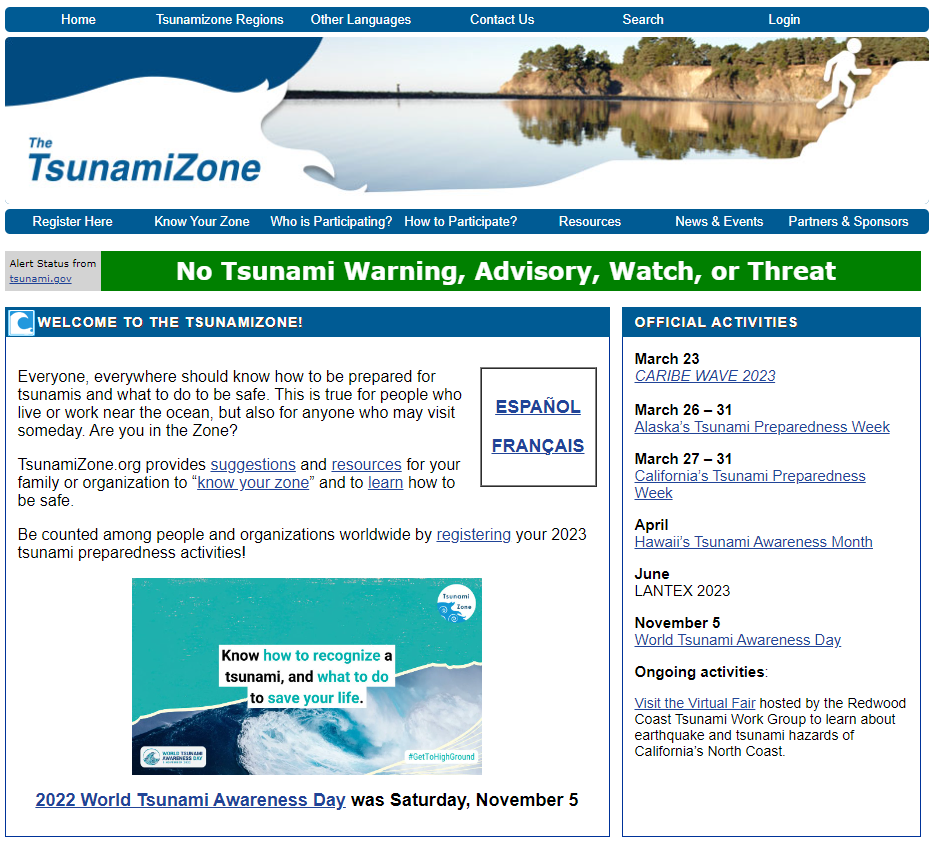 Home Tsunamizone Regions Other Languages Contact Us Search Login
The
TsunamiZone
Register Here Know Your Zone Who is Participating? How to Participate? Resources News & Events Partners & Sponsors
Alert Status from
tsunami.gov
No Tsunami Warning, Advisory, Watch, or Threat
WELCOME TO THE TSUNAMIZONE!
Everyone, everywhere should know how to be prepared for
tsunamis and what to do to be safe. This is true for people who
live or work near the ocean, but also for anyone who may visit
someday. Are you in the Zone?
ESPAÑOL
FRANÇAIS
TsunamiZone.org provides suggestions and resources for your
family or organization to “know your zone” and to learn how to
be safe.
Be counted among people and organizations worldwide by registering your 2023
tsunami preparedness activities!
Tsunami
Zone
Know how to recognize a
tsunami, and what to do
to save your life.
WORLD TSUNAMI
AWARENESS DAY
5 NOVEMBER 2022
#GetToHighGround
2022 World Tsunami Awareness Day was Saturday, November 5
OFFICIAL ACTIVITIES
March 23
CARIBE WAVE 2023
March 26 – 31
Alaska’s Tsunami Preparedness Week
March 27 – 31
California’s Tsunami Preparedness
Week
April
Hawaii’s Tsunami Awareness Month
June
LANTEX 2023
November 5
World Tsunami Awareness Day
Ongoing activities:
Visit the Virtual Fair hosted by the Redwood
Coast Tsunami Work Group to learn about
earthquake and tsunami hazards of
California’s North Coast.